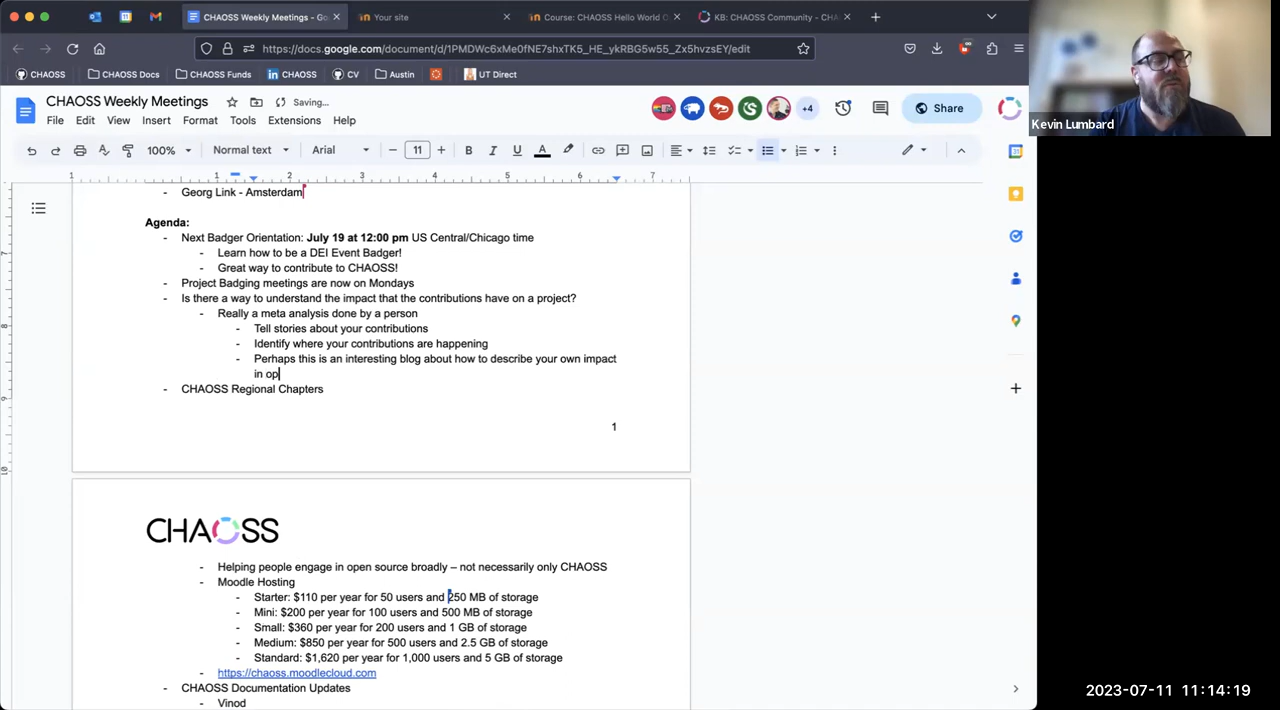 CHAOSS Weekly Meetings - Go
Your site
Course: CHAOSS Hello World C
KB: CHAOSS Community - CHA
https://docs.google.com/document/d/1PMDWc6xMe0fNE7shxTK5_HE_ykRBG5w55_Zx5hvzsEY/edit
CHAOSS
CHAOSS Docs
CHAOSS Funds
CHAOSS
CV
Austin
UT Direct
CHAOSS Weekly Meetings
Saving...
File Edit View Insert Format Tools Extensions Help
+4
Share
100% Normal text Arial 11
1 1 2 3 4 5 6 7
- Georg Link - Amsterdam
Agenda:
- Next Badger Orientation: July 19 at 12:00 pm US Central/Chicago time
- Learn how to be a DEI Event Badger!
- Great way to contribute to CHAOSS!
- Project Badging meetings are now on Mondays
- Is there a way to understand the impact that the contributions have on a project?
- Really a meta analysis done by a person
- Tell stories about your contributions
- Identify where your contributions are happening
- Perhaps this is an interesting blog about how to describe your own impact
in op
- CHAOSS Regional Chapters
1
CHAOSS
- Helping people engage in open source broadly – not necessarily only CHAOSS
- Moodle Hosting
- Starter: $110 per year for 50 users and 250 MB of storage
- Mini: $200 per year for 100 users and 500 MB of storage
- Small: $360 per year for 200 users and 1 GB of storage
- Medium: $850 per year for 500 users and 2.5 GB of storage
- Standard: $1,620 per year for 1,000 users and 5 GB of storage
- https://chaoss.moodlecloud.com
- CHAOSS Documentation Updates
- Vinod
Kevin Lumbard
2023-07-11 11:14:19